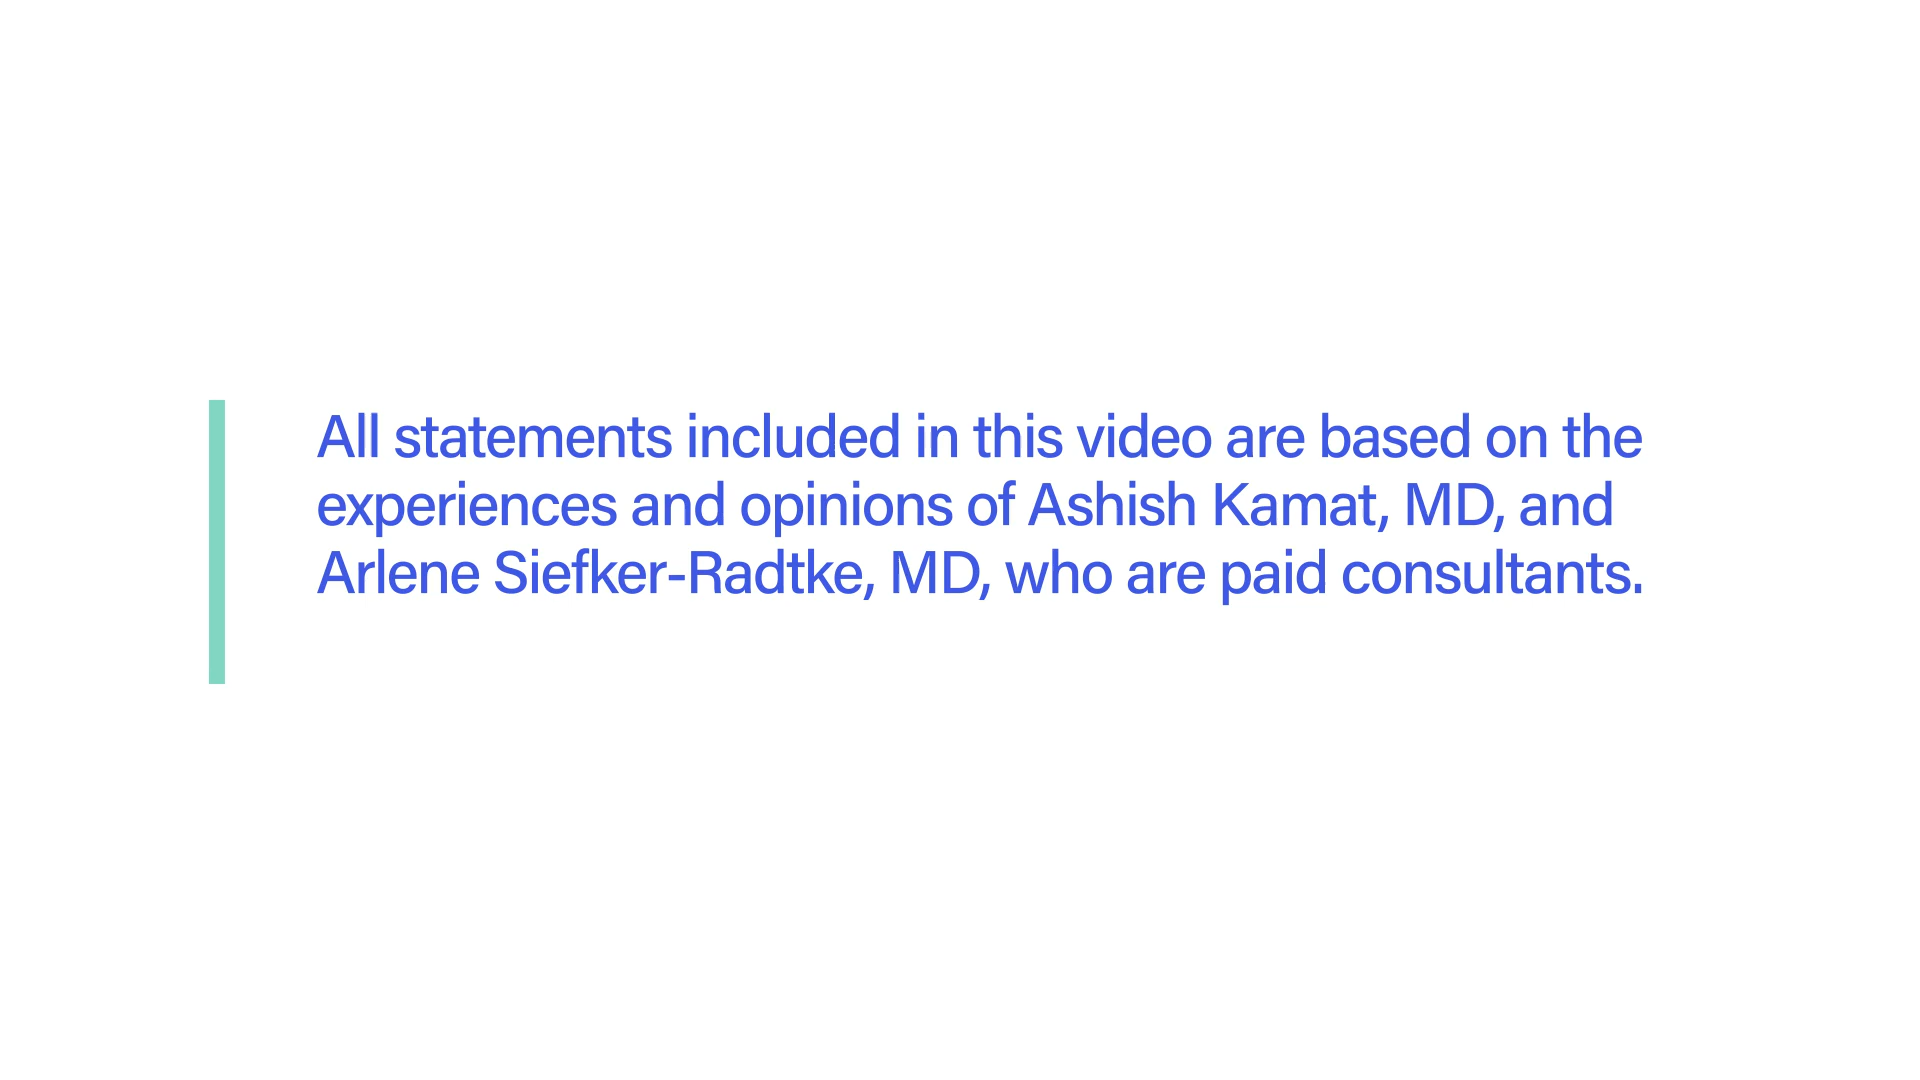 All statements included in this video are based on the
experiences and opinions of Ashish Kamat, MD, and
Arlene Siefker-Radtke, MD, who are paid consultants.